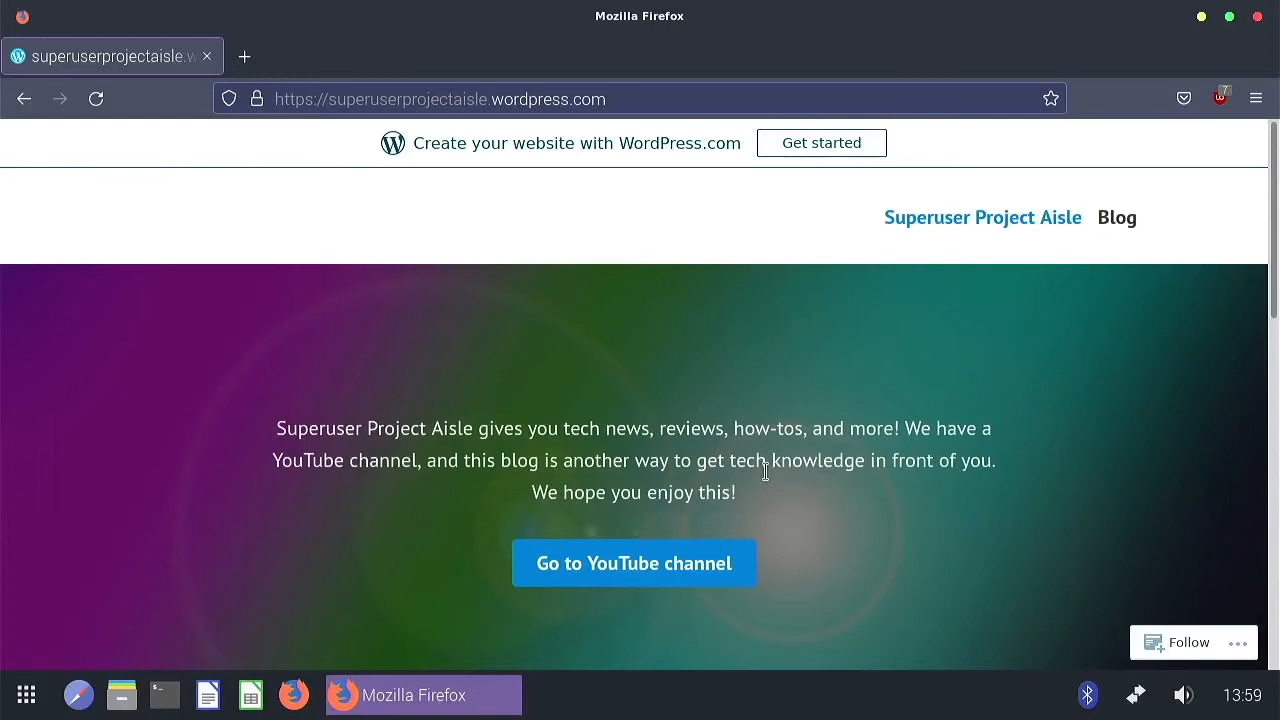 Mozilla Firefox
superuserprojectaisle.w
https://superuserprojectaisle.wordpress.com
7
Create your website with WordPress.com
Get started
Superuser Project Aisle
Blog
Superuser Project Aisle gives you tech news, reviews, how-tos, and more! We have a
YouTube channel, and this blog is another way to get tech knowledge in front of you.
We hope you enjoy this!
Go to YouTube channel
Follow
Mozilla Firefox
13:59